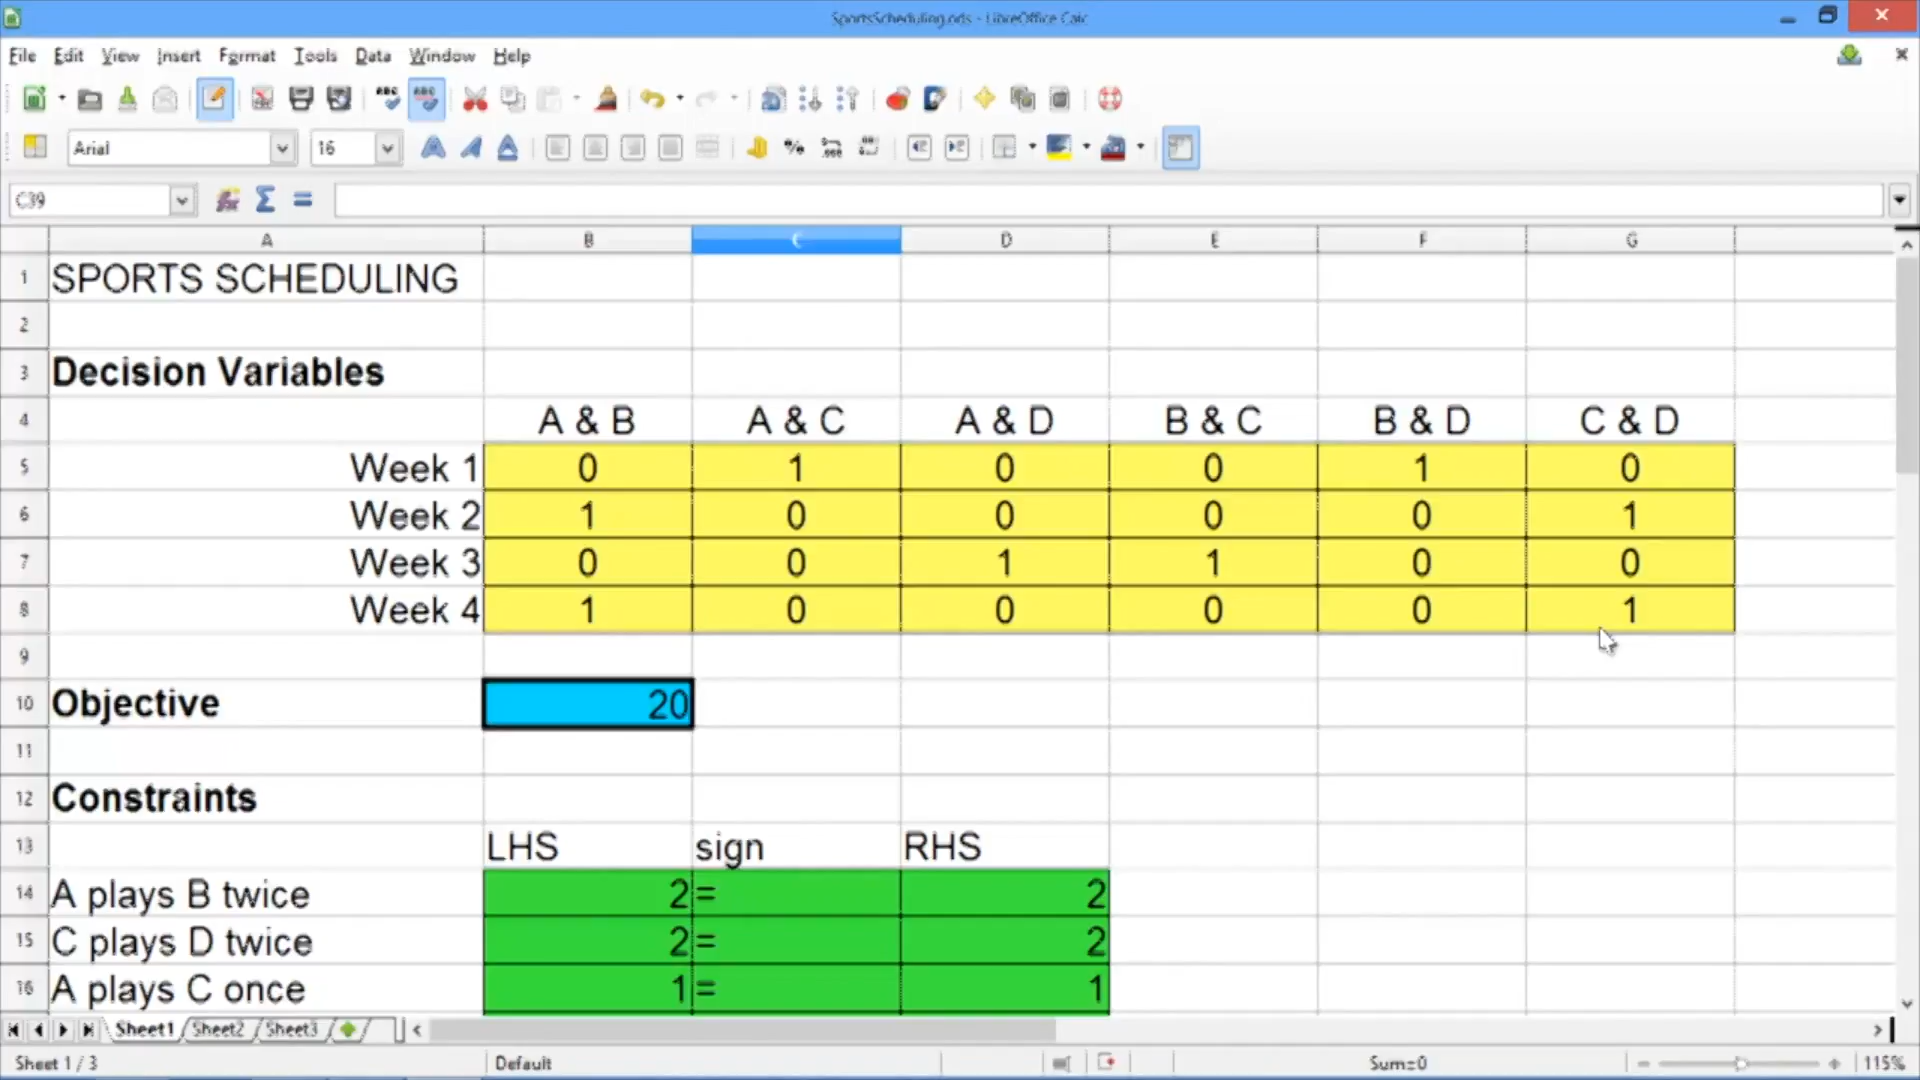 SportsScheduling.ods - LibreOffice Calc
File Edit View Insert Format Tools Data Window Help
Arial 16
C39
A B C D E F G
1 SPORTS SCHEDULING
2
3 Decision Variables
4 A & B A & C A & D B & C B & D C & D
5 Week 1 0 1 0 0 1 0
6 Week 2 1 0 0 0 0 1
7 Week 3 0 0 1 1 0 0
8 Week 4 1 0 0 0 0 1
9
10 Objective 20
11
12 Constraints
13 LHS sign RHS
14 A plays B twice 2 = 2
15 C plays D twice 2 = 2
16 A plays C once 1 = 1
Sheet1 Sheet2 Sheet3
Sheet 1 / 3 Default Sum=0 115%